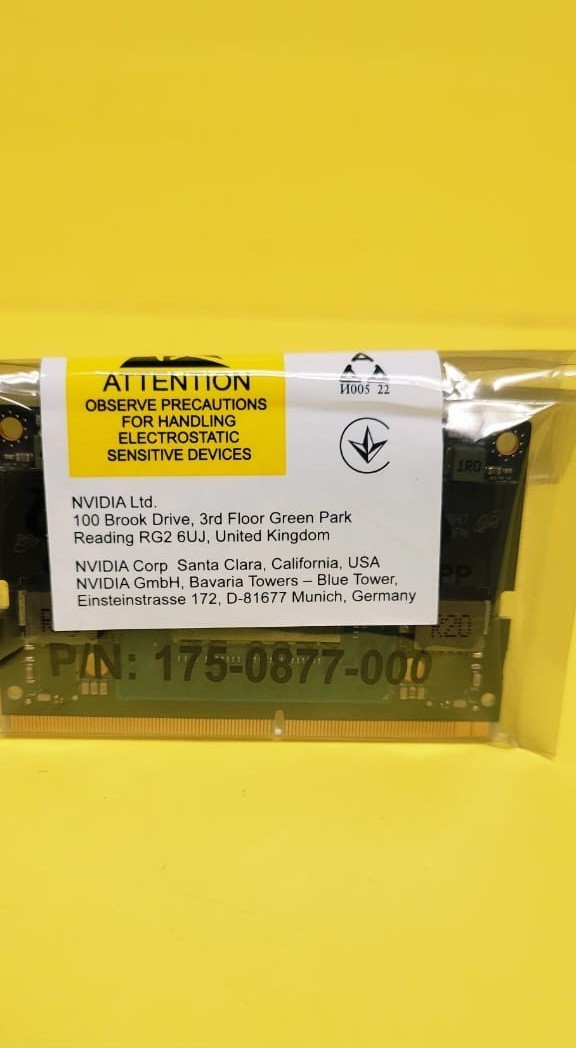 ATTENTION
OBSERVE PRECAUTIONS
FOR HANDLING
ELECTROSTATIC
SENSITIVE DEVICES
И005 22
NVIDIA Ltd.
100 Brook Drive, 3rd Floor Green Park
Reading RG2 6UJ, United Kingdom
NVIDIA Corp Santa Clara, California, USA
NVIDIA GmbH, Bavaria Towers – Blue Tower,
Einsteinstrasse 172, D-81677 Munich, Germany
1R0
R20
P/N: 175-0877-000